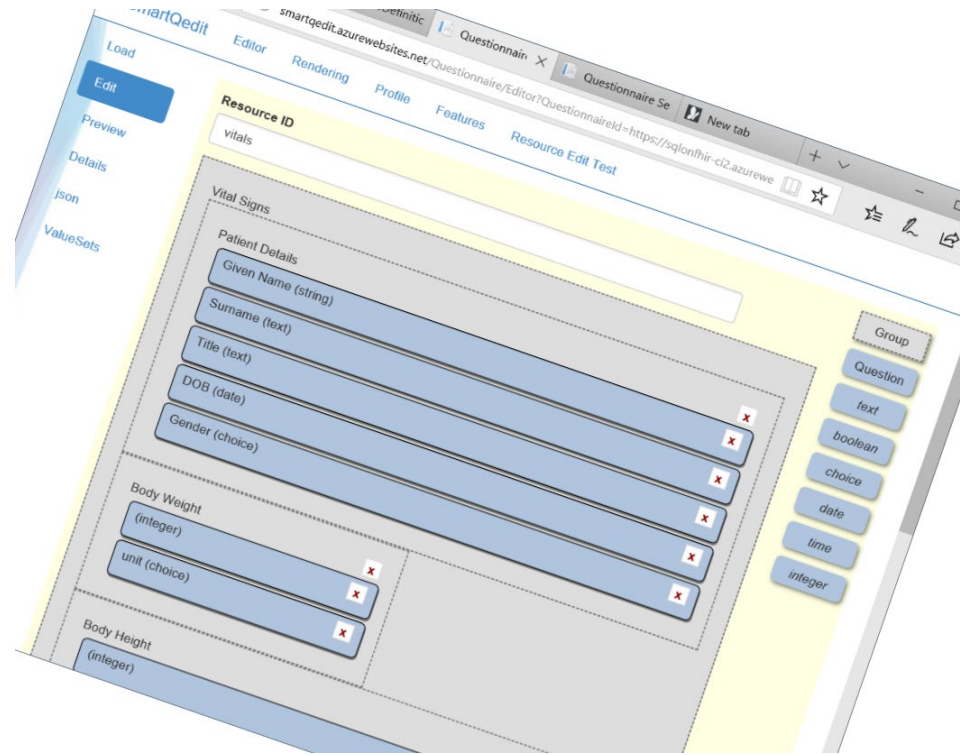 Questionnair
Questionnaire Se
New tab
smartqedit.azurewebsites.net/Questionnaire/Editor?QuestionnaireId=https://sqlonfhir-ci2.azurewe
Editor
Rendering
Profile
Features
Resource Edit Test
Load
Edit
Preview
Details
json
ValueSets
Resource ID
vitals
Vital Signs
Patient Details
Given Name (string)
x
Surname (text)
x
Title (text)
x
DOB (date)
x
Gender (choice)
x
x
Body Weight
(integer)
x
x
unit (choice)
x
Body Height
(integer)
Group
Question
text
boolean
choice
date
time
integer